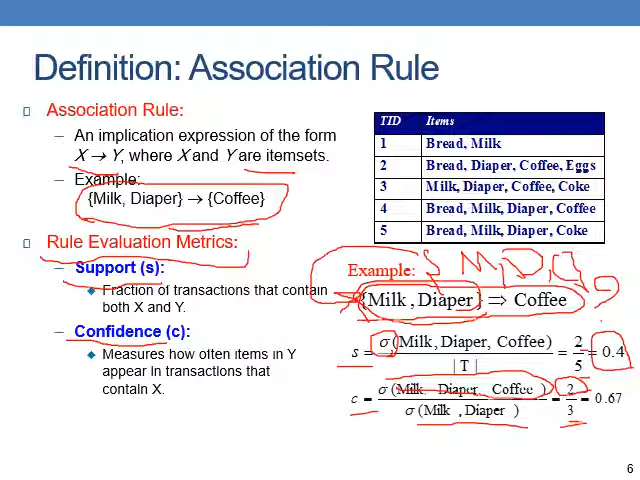 Definition: Association Rule
Association Rule:
– An implication expression of the form
X → Y, where X and Y are itemsets.
– Example:
{Milk, Diaper} → {Coffee}
Rule Evaluation Metrics:
– Support (s):
Fraction of transactions that contain
both X and Y.
– Confidence (c):
Measures how often items in Y
appear in transactions that
contain X.
TID Items
1 Bread, Milk
2 Bread, Diaper, Coffee, Eggs
3 Milk, Diaper, Coffee, Coke
4 Bread, Milk, Diaper, Coffee
5 Bread, Milk, Diaper, Coke
Example:
{Milk , Diaper } ⇒ Coffee
s = σ(Milk, Diaper, Coffee) / | T | = 2 / 5 = 0.4
c = σ(Milk, Diaper, Coffee) / σ(Milk , Diaper ) = 2 / 3 = 0.67
6